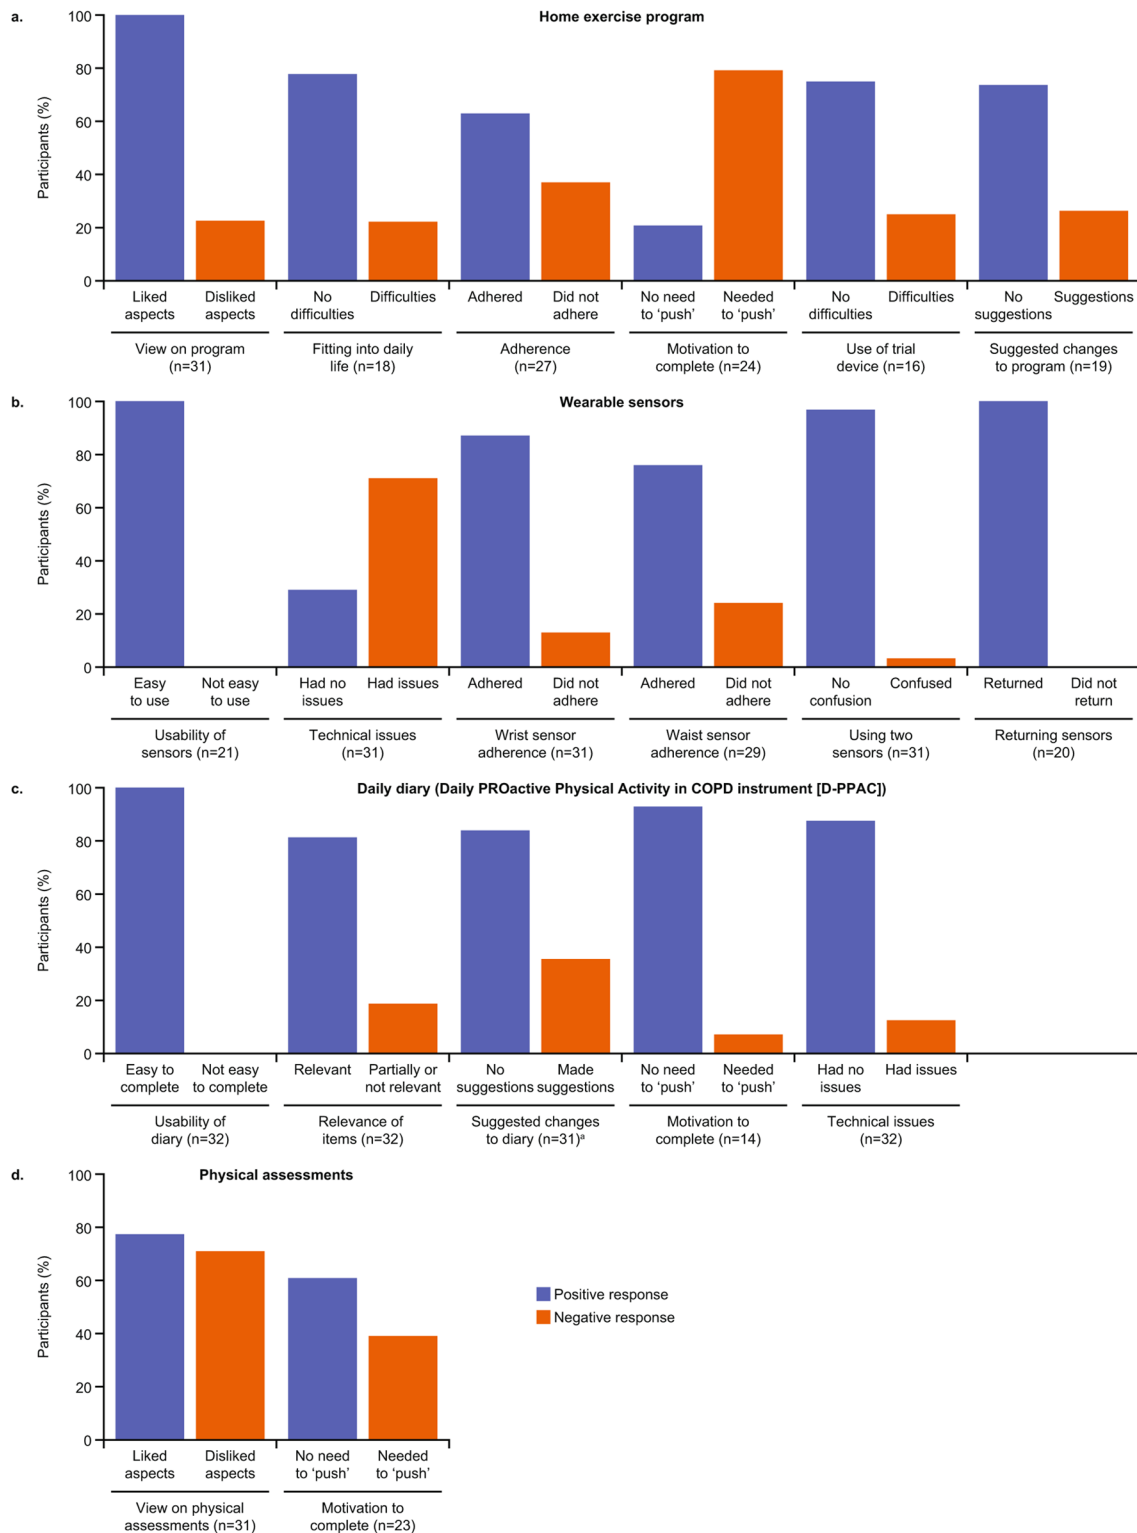 a.
Home exercise program
Participants (%)
100
80
60
40
20
0
Liked aspects
Disliked aspects
No difficulties
Difficulties
Adhered
Did not adhere
No need to ‘push’
Needed to ‘push’
No difficulties
Difficulties
No suggestions
Suggestions
View on program (n=31)
Fitting into daily life (n=18)
Adherence (n=27)
Motivation to complete (n=24)
Use of trial device (n=16)
Suggested changes to program (n=19)
b.
Wearable sensors
Participants (%)
100
80
60
40
20
0
Easy to use
Not easy to use
Had no issues
Had issues
Adhered
Did not adhere
Adhered
Did not adhere
No confusion
Confused
Returned
Did not return
Usability of sensors (n=21)
Technical issues (n=31)
Wrist sensor adherence (n=31)
Waist sensor adherence (n=29)
Using two sensors (n=31)
Returning sensors (n=20)
c.
Daily diary (Daily PROactive Physical Activity in COPD instrument [D-PPAC])
Participants (%)
100
80
60
40
20
0
Easy to complete
Not easy to complete
Relevant
Partially or not relevant
No suggestions
Made suggestions
No need to ‘push’
Needed to ‘push’
Had no issues
Had issues
Usability of diary (n=32)
Relevance of items (n=32)
Suggested changes to diary (n=31)ª
Motivation to complete (n=14)
Technical issues (n=32)
d.
Physical assessments
Participants (%)
100
80
60
40
20
0
Liked aspects
Disliked aspects
No need to ‘push’
Needed to ‘push’
View on physical assessments (n=31)
Motivation to complete (n=23)
Positive response
Negative response